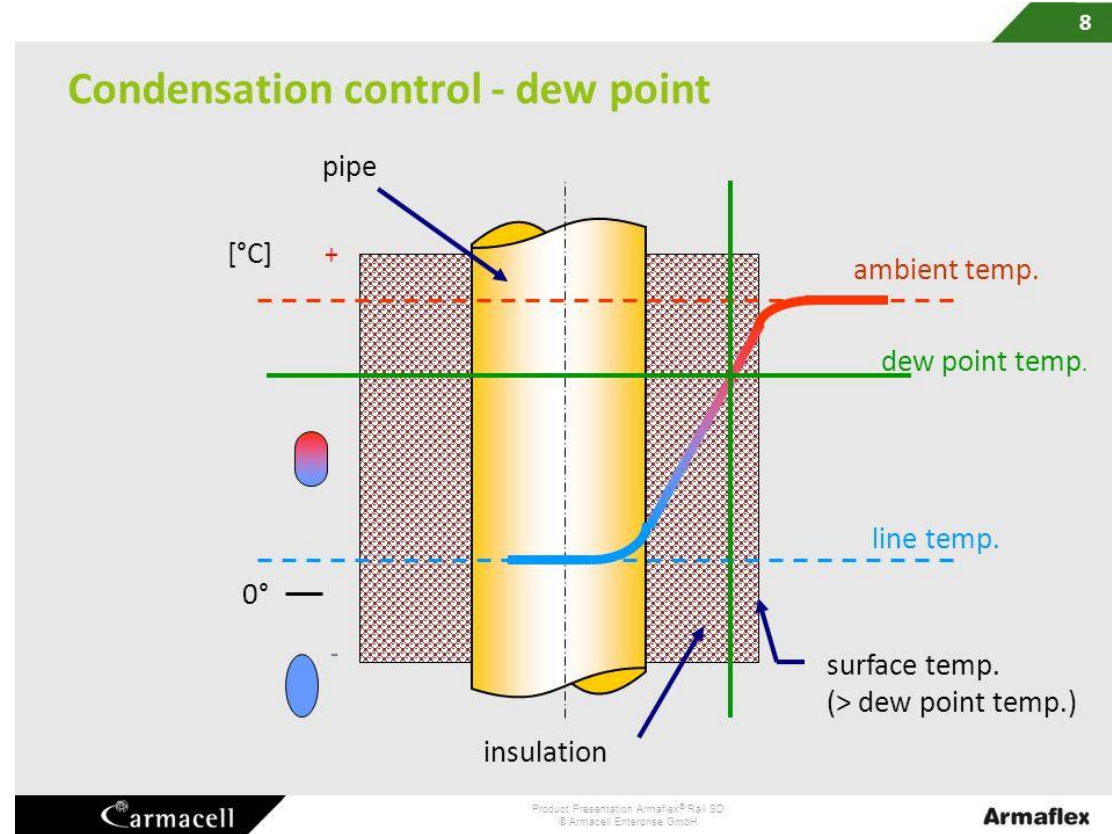 8
Condensation control - dew point
pipe
[°C]
+
ambient temp.
dew point temp.
line temp.
0°
-
surface temp.
(> dew point temp.)
insulation
armacell
Product Presentation Armaflex® Rail SD
© Armacell Enterprise GmbH
Armaflex